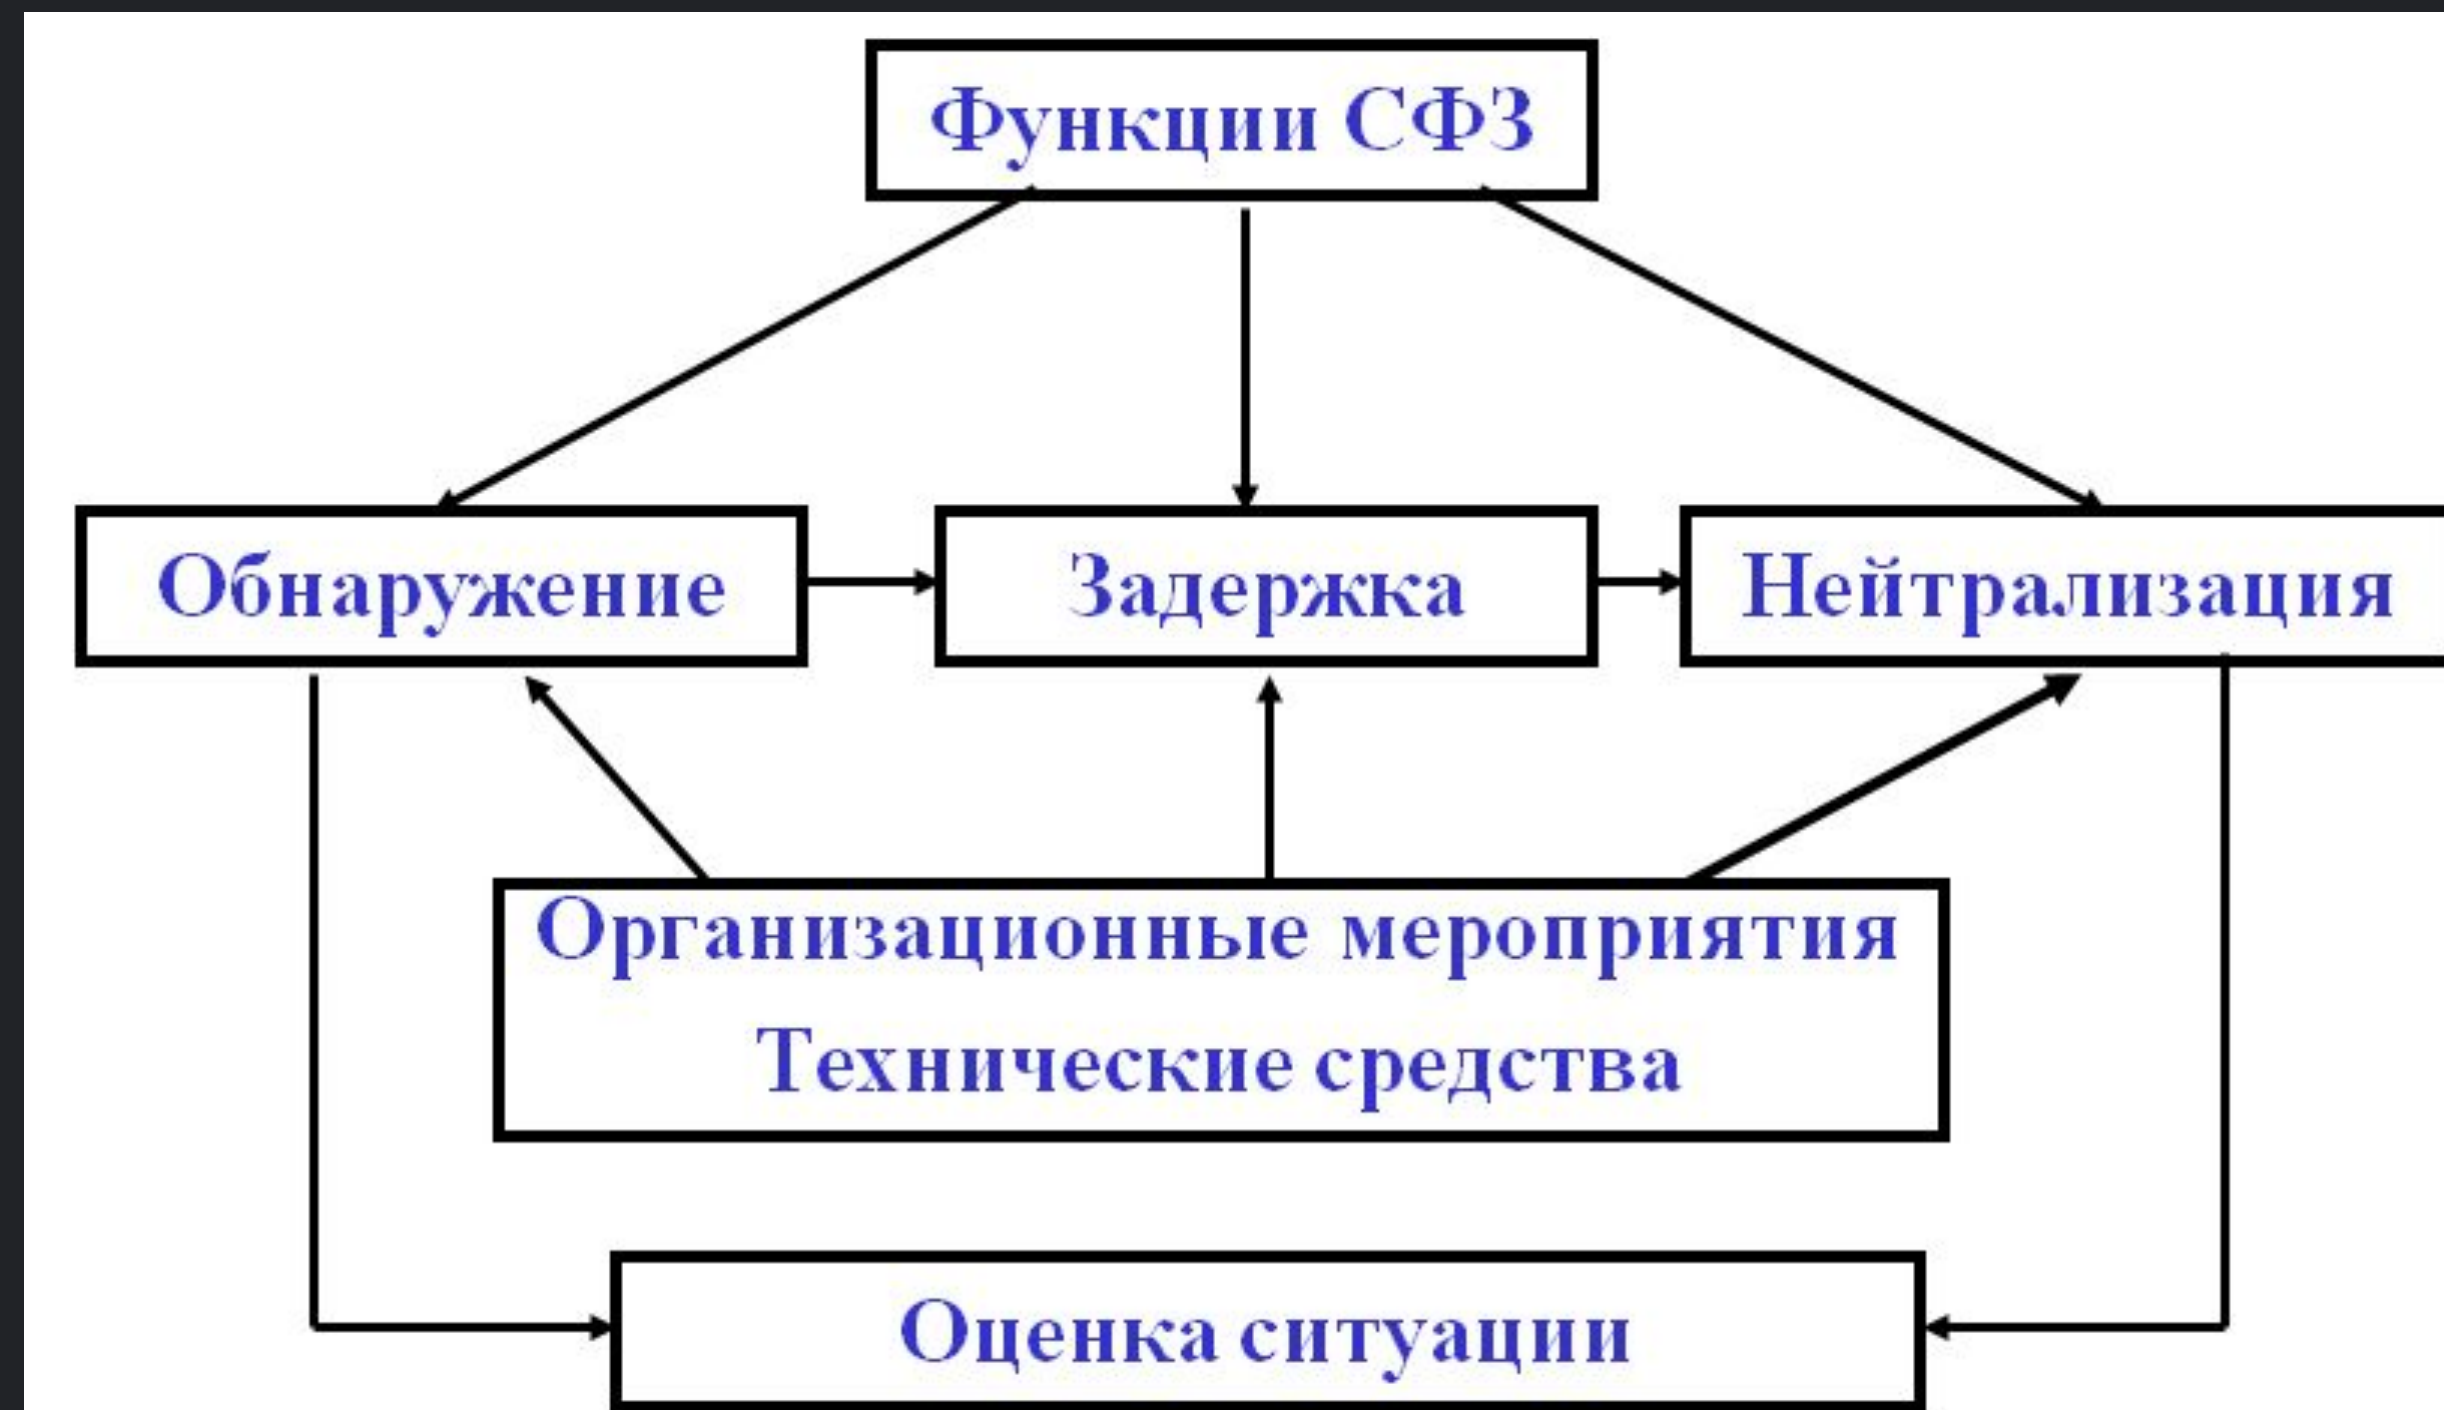 Функции СФЗ
Обнаружение
Задержка
Нейтрализация
Организационные мероприятия
Технические средства
Оценка ситуации